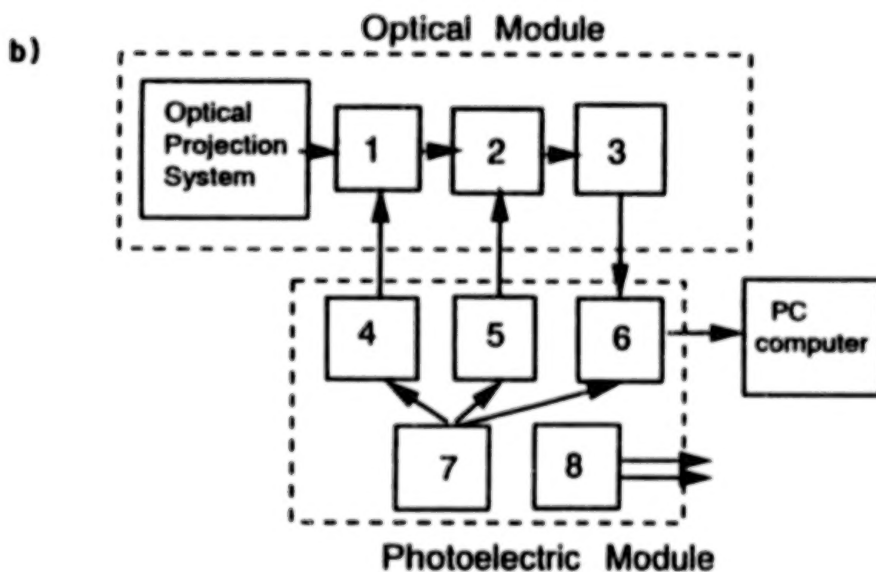 b)
Optical Module
Optical
Projection
System
1
2
3
4
5
6
PC
computer
7
8
Photoelectric Module